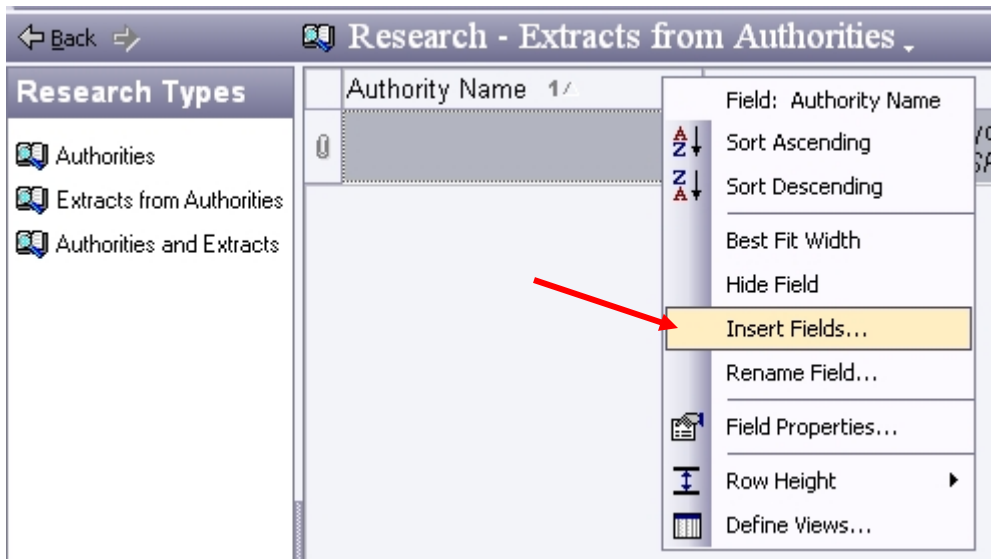 Back
Research - Extracts from Authorities
Research Types
Authorities
Extracts from Authorities
Authorities and Extracts
Authority Name 1
Field: Authority Name
Sort Ascending
Sort Descending
Best Fit Width
Hide Field
Insert Fields...
Rename Field...
Field Properties...
Row Height
Define Views...